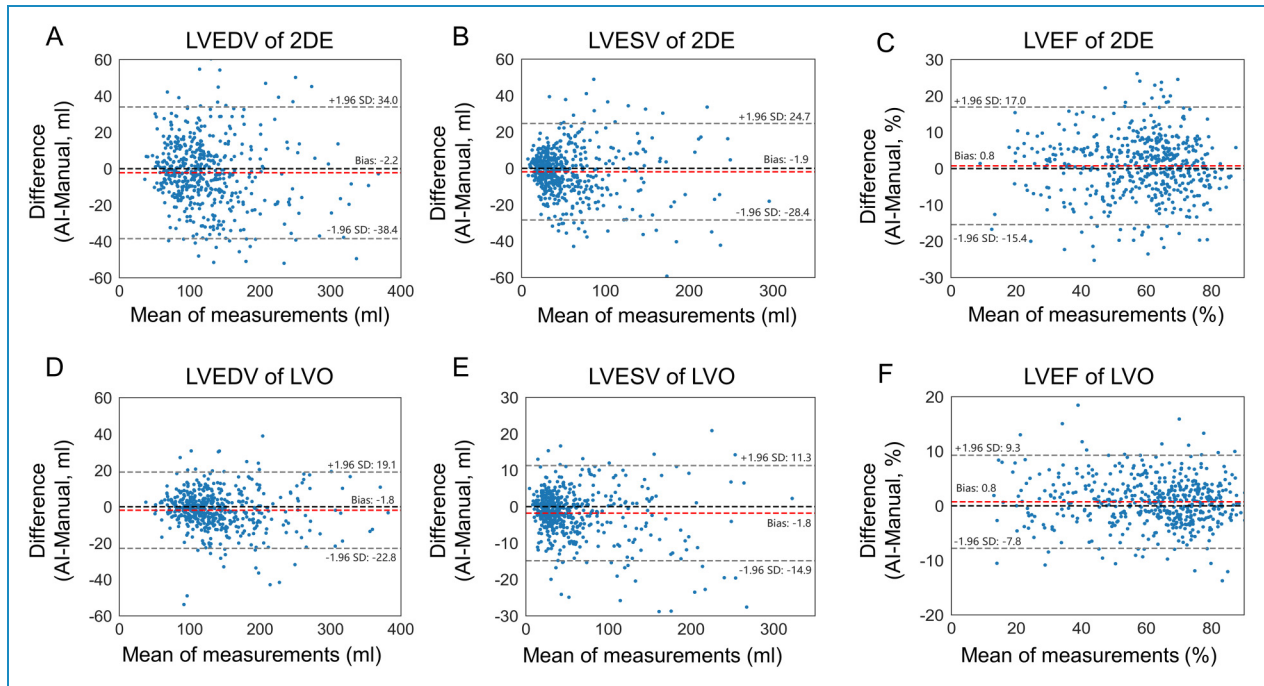 A
LVEDV of 2DE
60
40
20
0
-20
-40
-60
+1.96 SD: 34.0
Bias: -2.2
-1.96 SD: -38.4
0 100 200 300 400
Mean of measurements (ml)
Difference
(AI-Manual, ml)
B
LVESV of 2DE
60
40
20
0
-20
-40
-60
+1.96 SD: 24.7
Bias: -1.9
-1.96 SD: -28.4
0 100 200 300
Mean of measurements (ml)
Difference
(AI-Manual, ml)
C
LVEF of 2DE
30
20
10
0
-10
-20
-30
+1.96 SD: 17.0
Bias: 0.8
-1.96 SD: -15.4
0 20 40 60 80
Mean of measurements (%)
Difference
(AI-Manual, %)
D
LVEDV of LVO
60
40
20
0
-20
-40
-60
+1.96 SD: 19.1
Bias: -1.8
-1.96 SD: -22.8
0 100 200 300 400
Mean of measurements (ml)
Difference
(AI-Manual, ml)
E
LVESV of LVO
30
20
10
0
-10
-20
30
+1.96 SD: 11.3
Bias: -1.8
-1.96 SD: -14.9
0 100 200 300
Mean of measurements (ml)
Difference
(AI-Manual, ml)
F
LVEF of LVO
20
10
0
-10
-20
+1.96 SD: 9.3
Bias: 0.8
-1.96 SD: -7.8
0 20 40 60 80
Mean of measurements (%)
Difference
(AI-Manual, %)